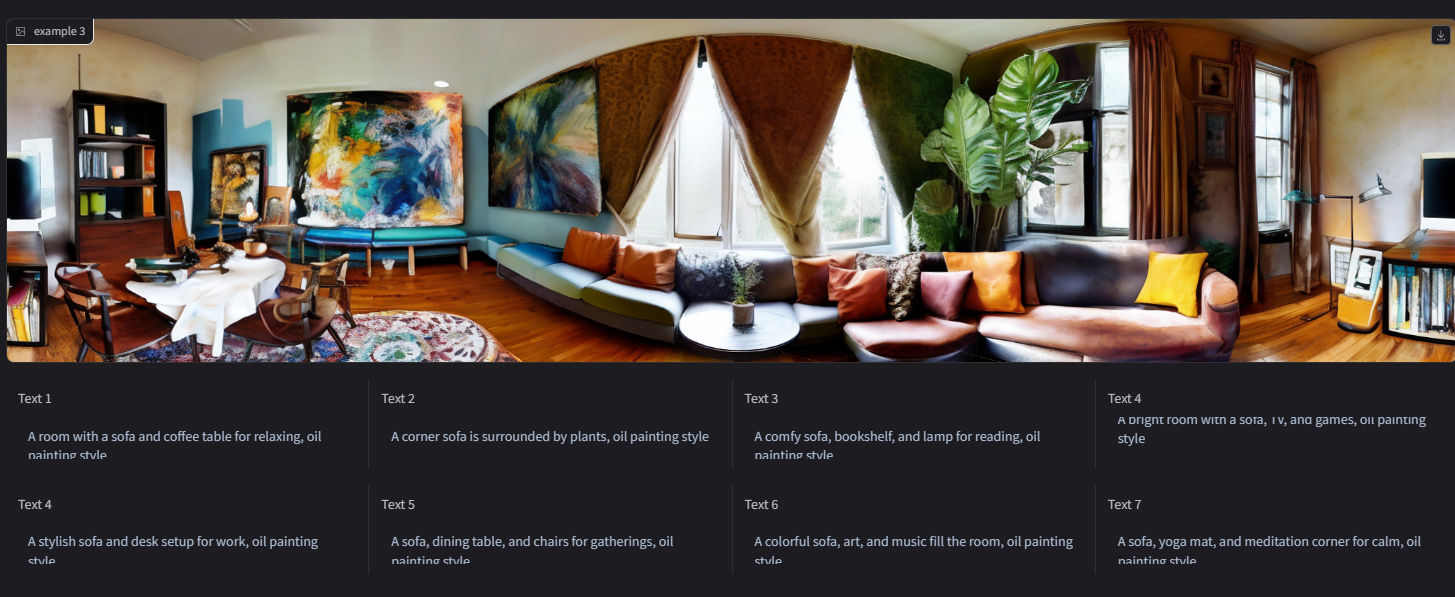 example 3
Text 1
A room with a sofa and coffee table for relaxing, oil
painting style
Text 2
A corner sofa is surrounded by plants, oil painting style
Text 3
A comfy sofa, bookshelf, and lamp for reading, oil
painting style
Text 4
A bright room with a sofa, TV, and games, oil painting
style
Text 4
A stylish sofa and desk setup for work, oil painting
style
Text 5
A sofa, dining table, and chairs for gatherings, oil
painting style
Text 6
A colorful sofa, art, and music fill the room, oil painting
style
Text 7
A sofa, yoga mat, and meditation corner for calm, oil
painting style